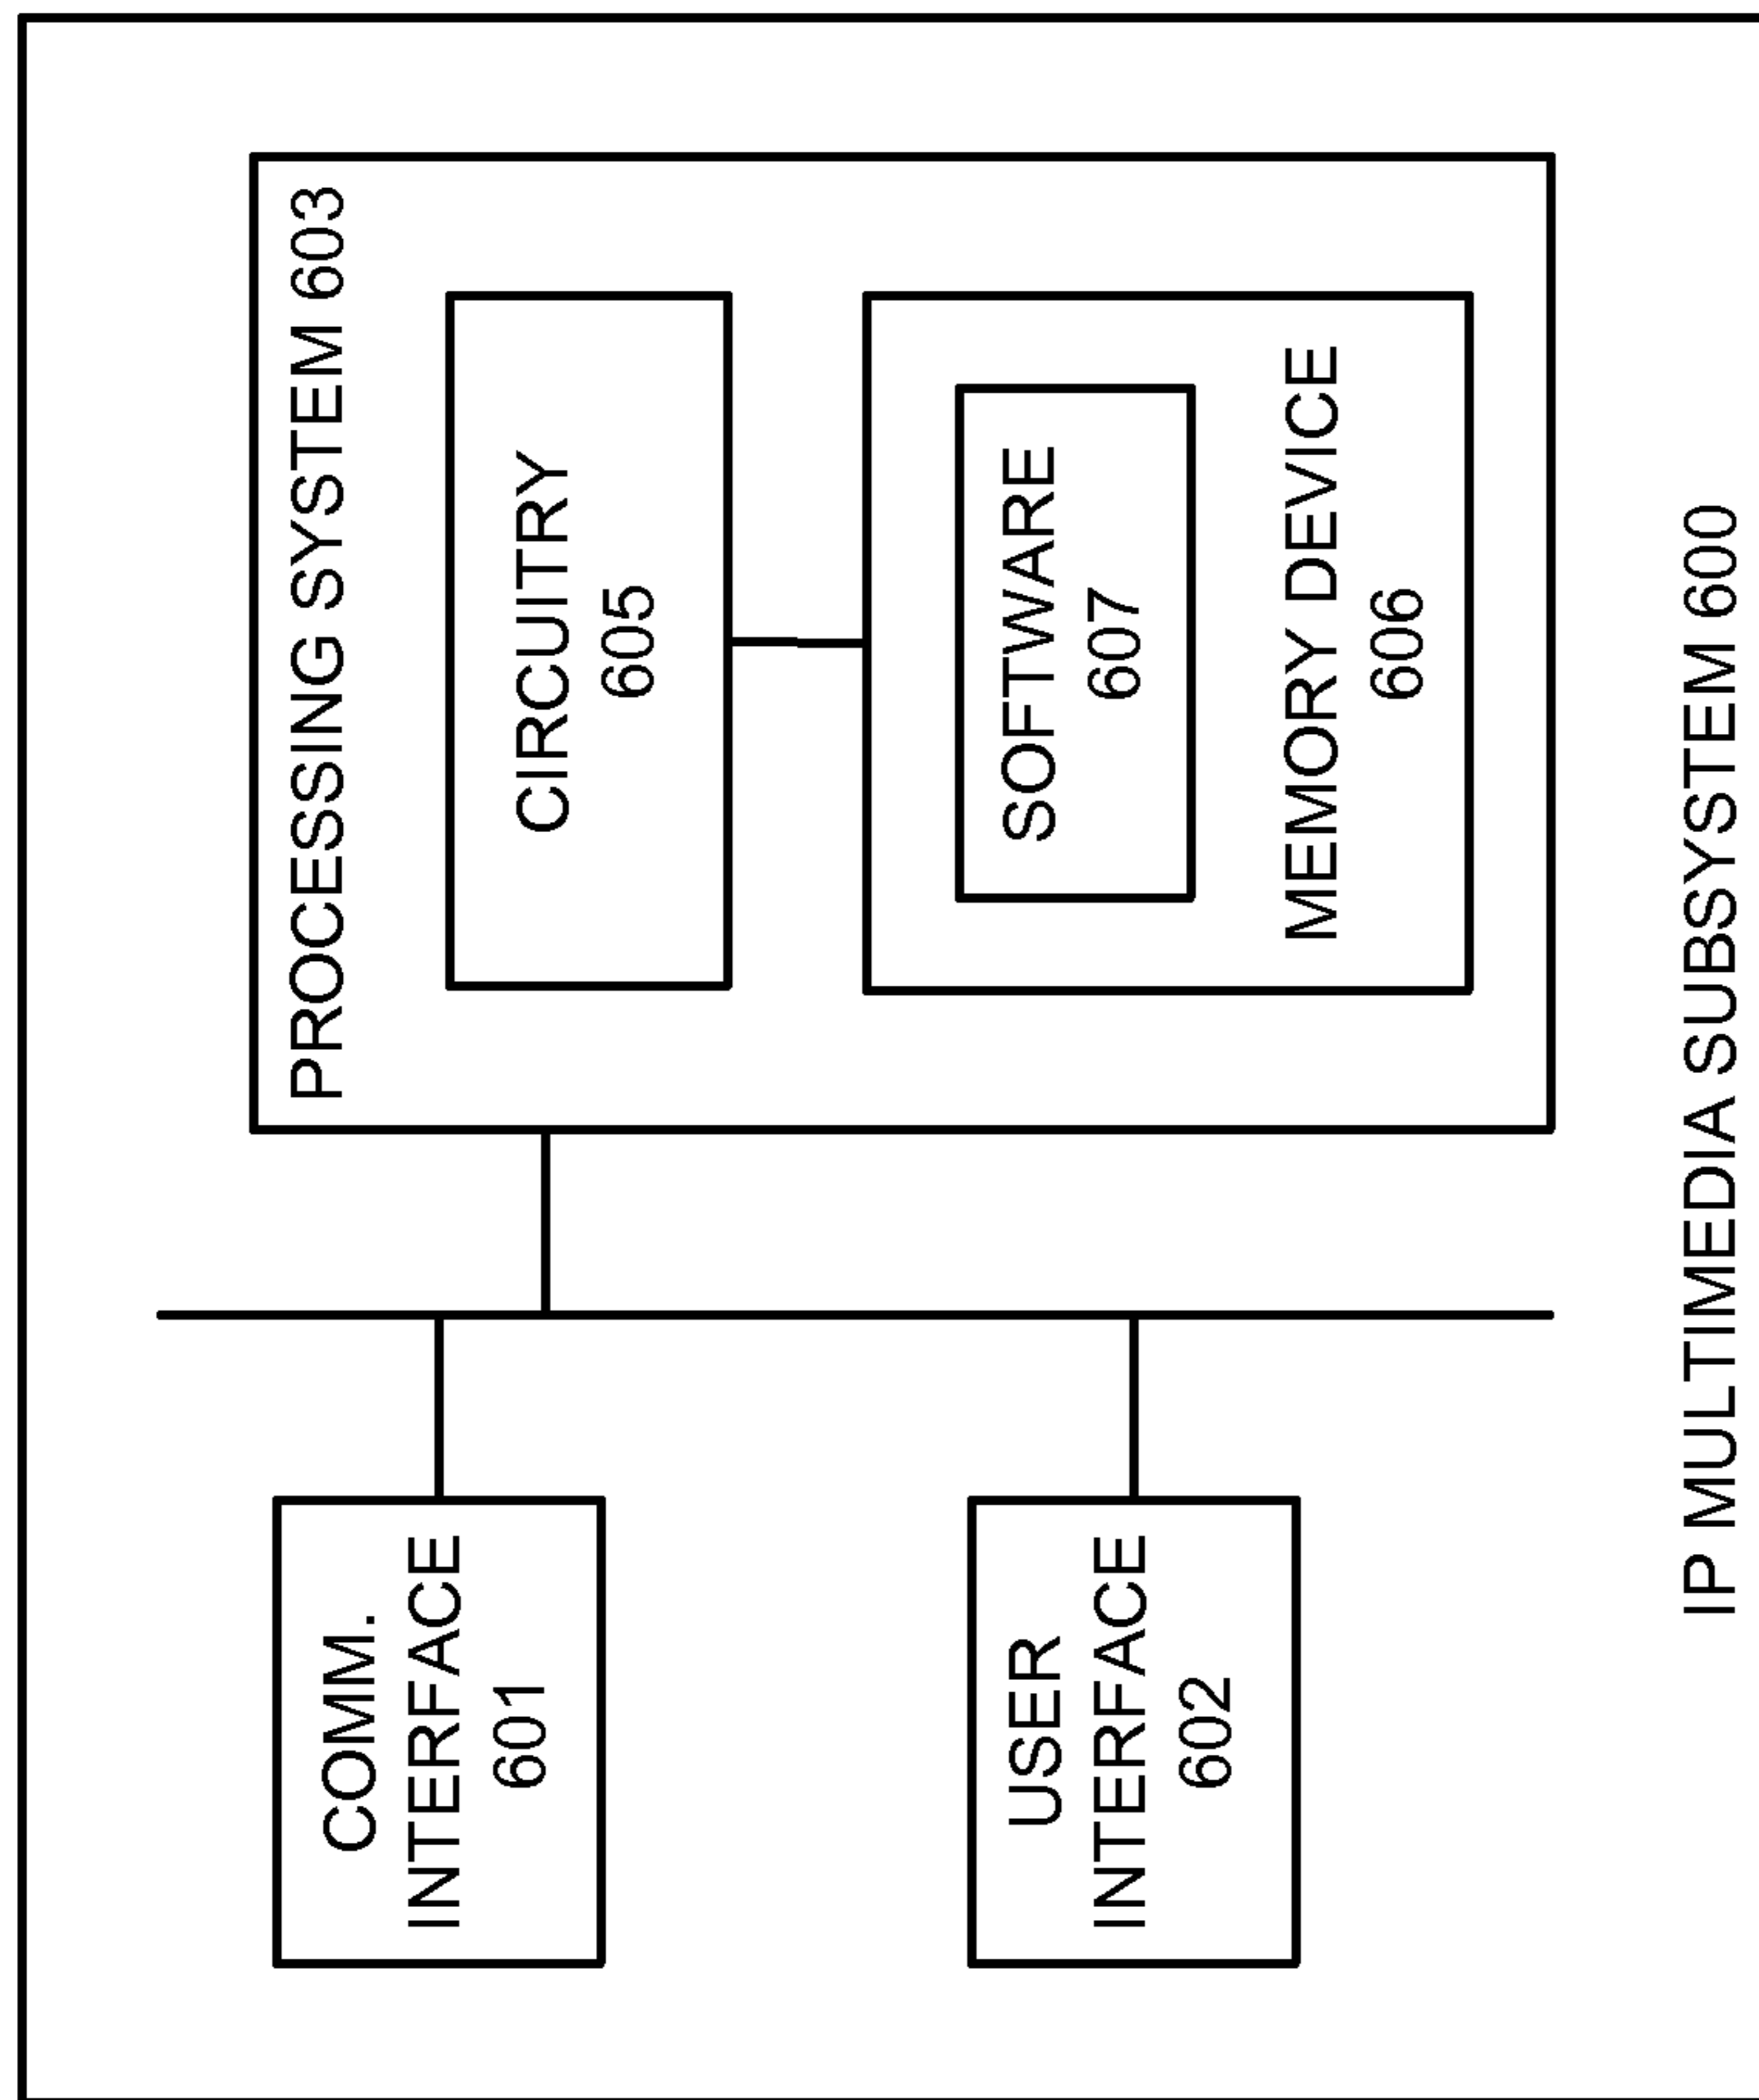 COMM.
INTERFACE
601
USER
INTERFACE
602
PROCESSING SYSTEM 603
CIRCUITRY
605
SOFTWARE
607
MEMORY DEVICE
606
IP MULTIMEDIA SUBSYSTEM 600